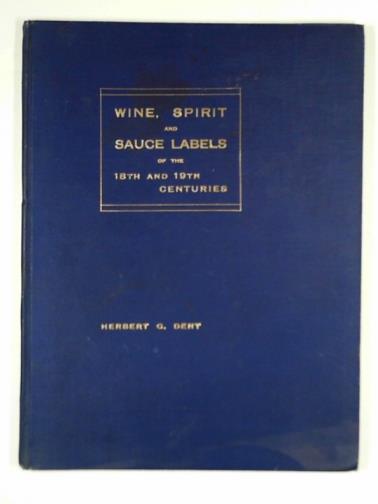 WINE, SPIRIT
AND
SAUCE LABELS
OF THE
18TH AND 19TH
CENTURIES
HERBERT G. DENT